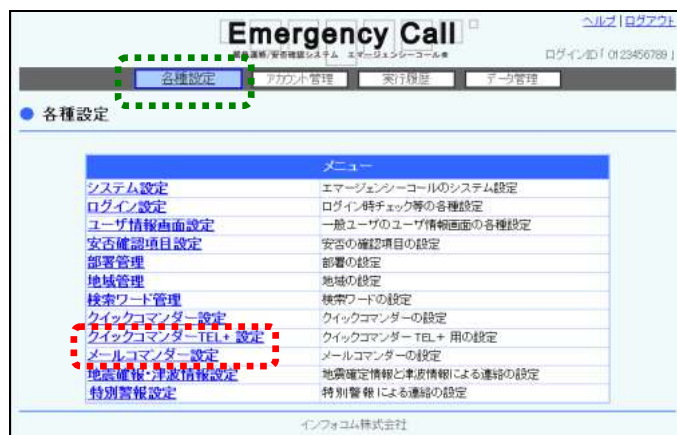 Emergency Call
ヘルプ | ログアウト
緊急連絡/安否確認システム エマージェンシーコール®
ログインID「 0123456789 」
各種設定 アカウント管理 実行履歴 データ管理
各種設定
メニュー
システム設定 エマージェンシーコールのシステム設定
ログイン設定 ログイン時チェック等の各種設定
ユーザ情報画面設定 一般ユーザのユーザ情報画面の各種設定
安否確認項目設定 安否の確認項目の設定
部署管理 部署の設定
地域管理 地域の設定
検索ワード管理 検索ワードの設定
クイックコマンダー設定 クイックコマンダーの設定
クイックコマンダーTEL+ 設定 クイックコマンダー TEL+ 用の設定
メールコマンダー設定 メールコマンダーの設定
地震確報・津波情報設定 地震確定情報と津波情報による連絡の設定
特別警報設定 特別警報による連絡の設定
インフォコム株式会社